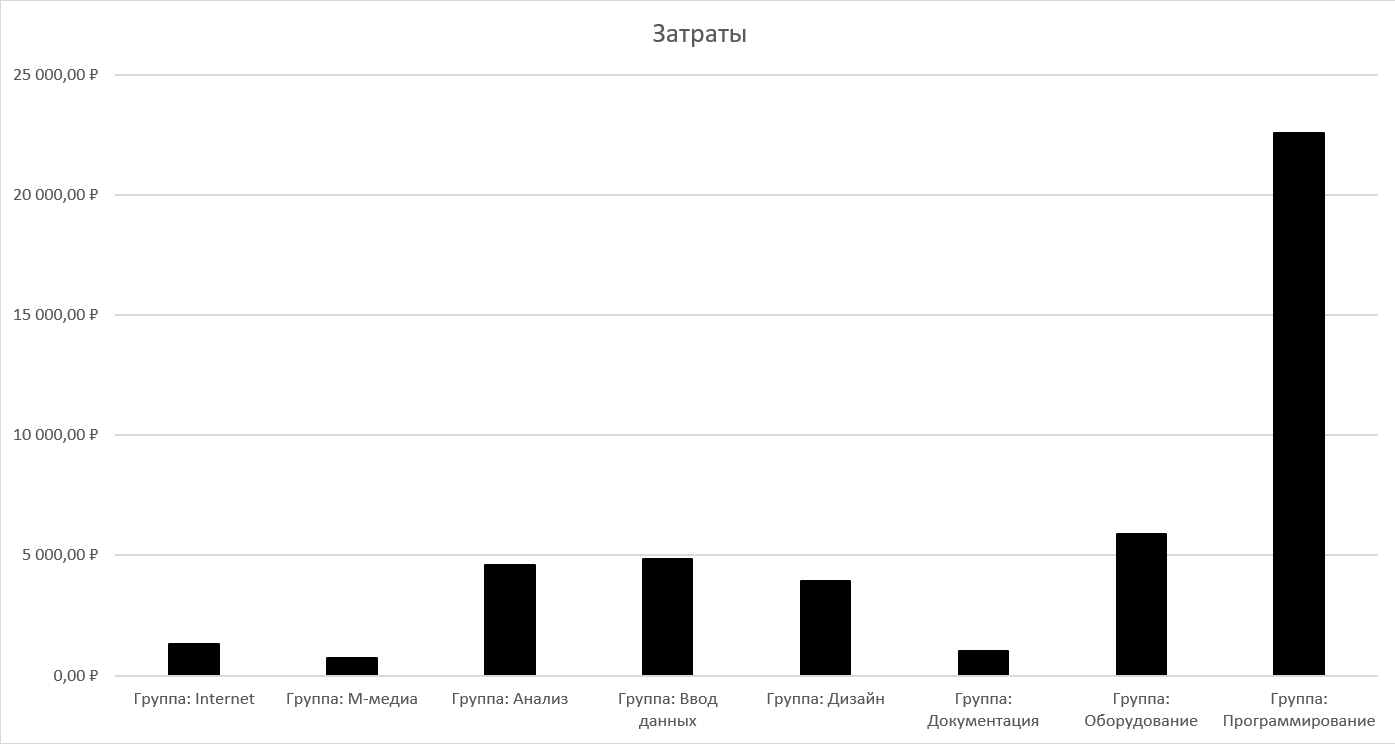 Затраты
25 000,00 ₽
20 000,00 ₽
15 000,00 ₽
10 000,00 ₽
5 000,00 ₽
0,00 ₽
Группа: Internet
Группа: М-медиа
Группа: Анализ
Группа: Ввод
данных
Группа: Дизайн
Группа:
Документация
Группа:
Оборудование
Группа:
Программирование